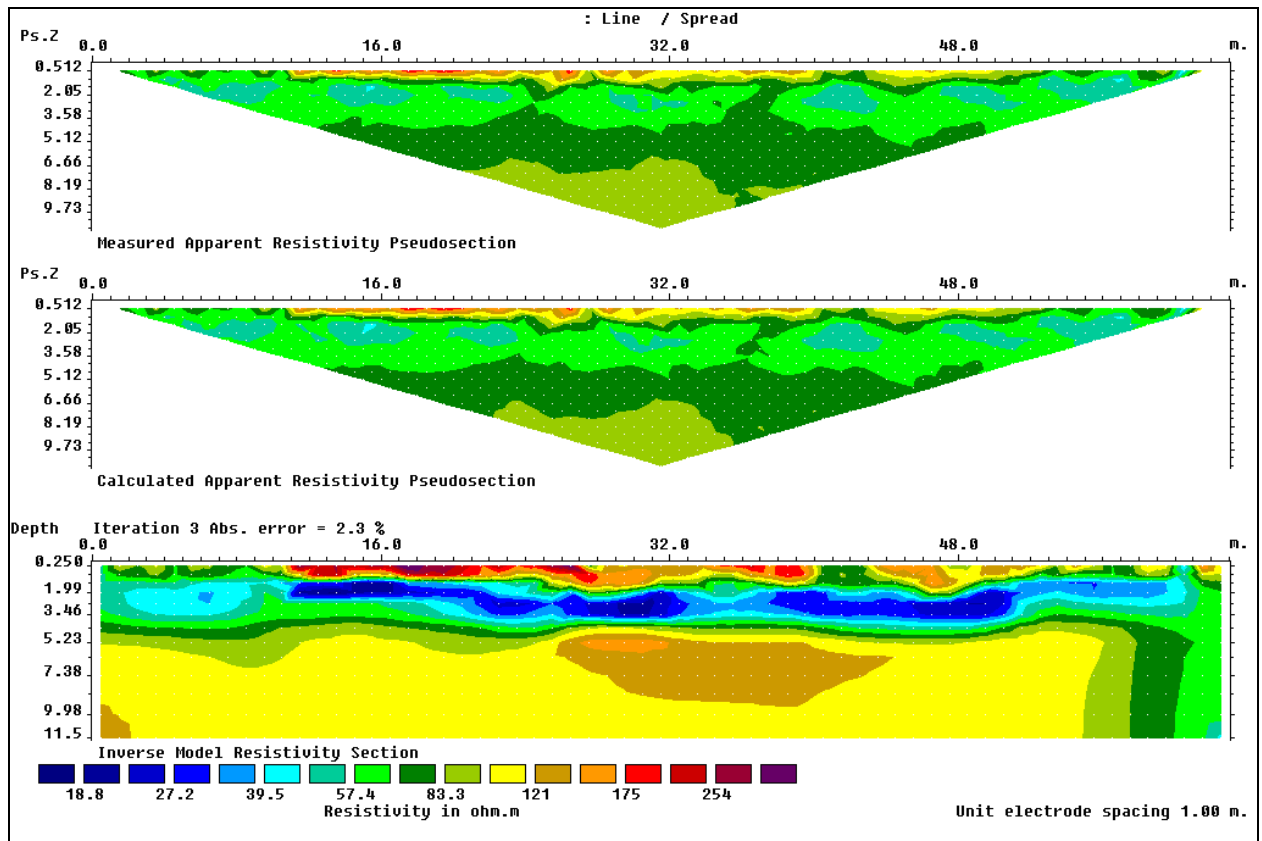 : Line / Spread
Ps.Z
0.0 16.0 32.0 48.0 m.
0.512
2.05
3.58
5.12
6.66
8.19
9.73
Measured Apparent Resistivity Pseudosection
Ps.Z
0.0 16.0 32.0 48.0 m.
0.512
2.05
3.58
5.12
6.66
8.19
9.73
Calculated Apparent Resistivity Pseudosection
Depth Iteration 3 Abs. error = 2.3 %
0.0 16.0 32.0 48.0 m.
0.250
1.99
3.46
5.23
7.38
9.98
11.5
Inverse Model Resistivity Section
18.8 27.2 39.5 57.4 83.3 121 175 254
Resistivity in ohm.m Unit electrode spacing 1.00 m.